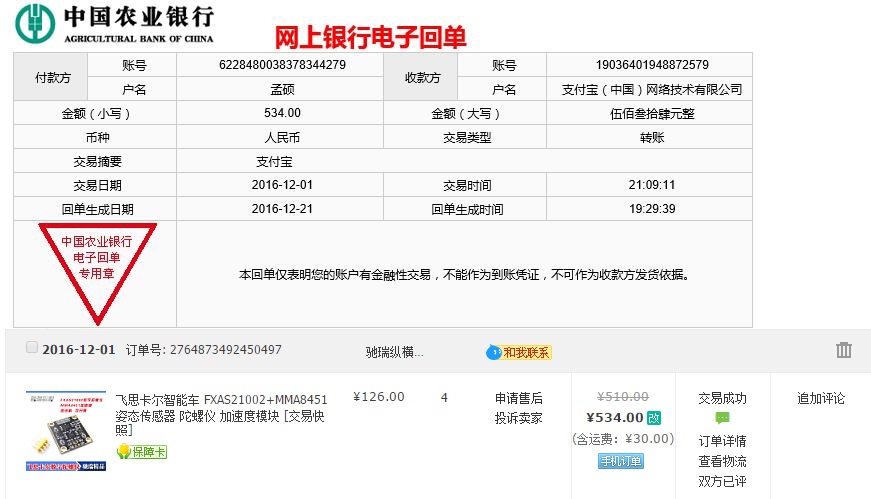 中国农业银行
AGRICULTURAL BANK OF CHINA
网上银行电子回单
付款方 账号 6228480038378344279 收款方 账号 19036401948872579
户名 孟硕 户名 支付宝（中国）网络技术有限公司
金额（小写） 534.00 金额（大写） 伍佰叁拾肆元整
币种 人民币 交易类型 转账
交易摘要 支付宝
交易日期 2016-12-01 交易时间 21:09:11
回单生成日期 2016-12-21 回单生成时间 19:29:39
中国农业银行
电子回单
专用章
本回单仅表明您的账户有金融性交易，不能作为到账凭证，不可作为收款方发货依据。
2016-12-01 订单号: 2764873492450497 驰瑞纵横... 和我联系
飞思卡尔智能车 FXAS21002+MMA8451
姿态传感器 陀螺仪 加速度模块 [交易快
照]
保障卡
¥126.00
4
申请售后
投诉卖家
¥510.00
¥534.00 改
(含运费: ¥30.00)
手机订单
交易成功
订单详情
查看物流
双方已评
追加评论